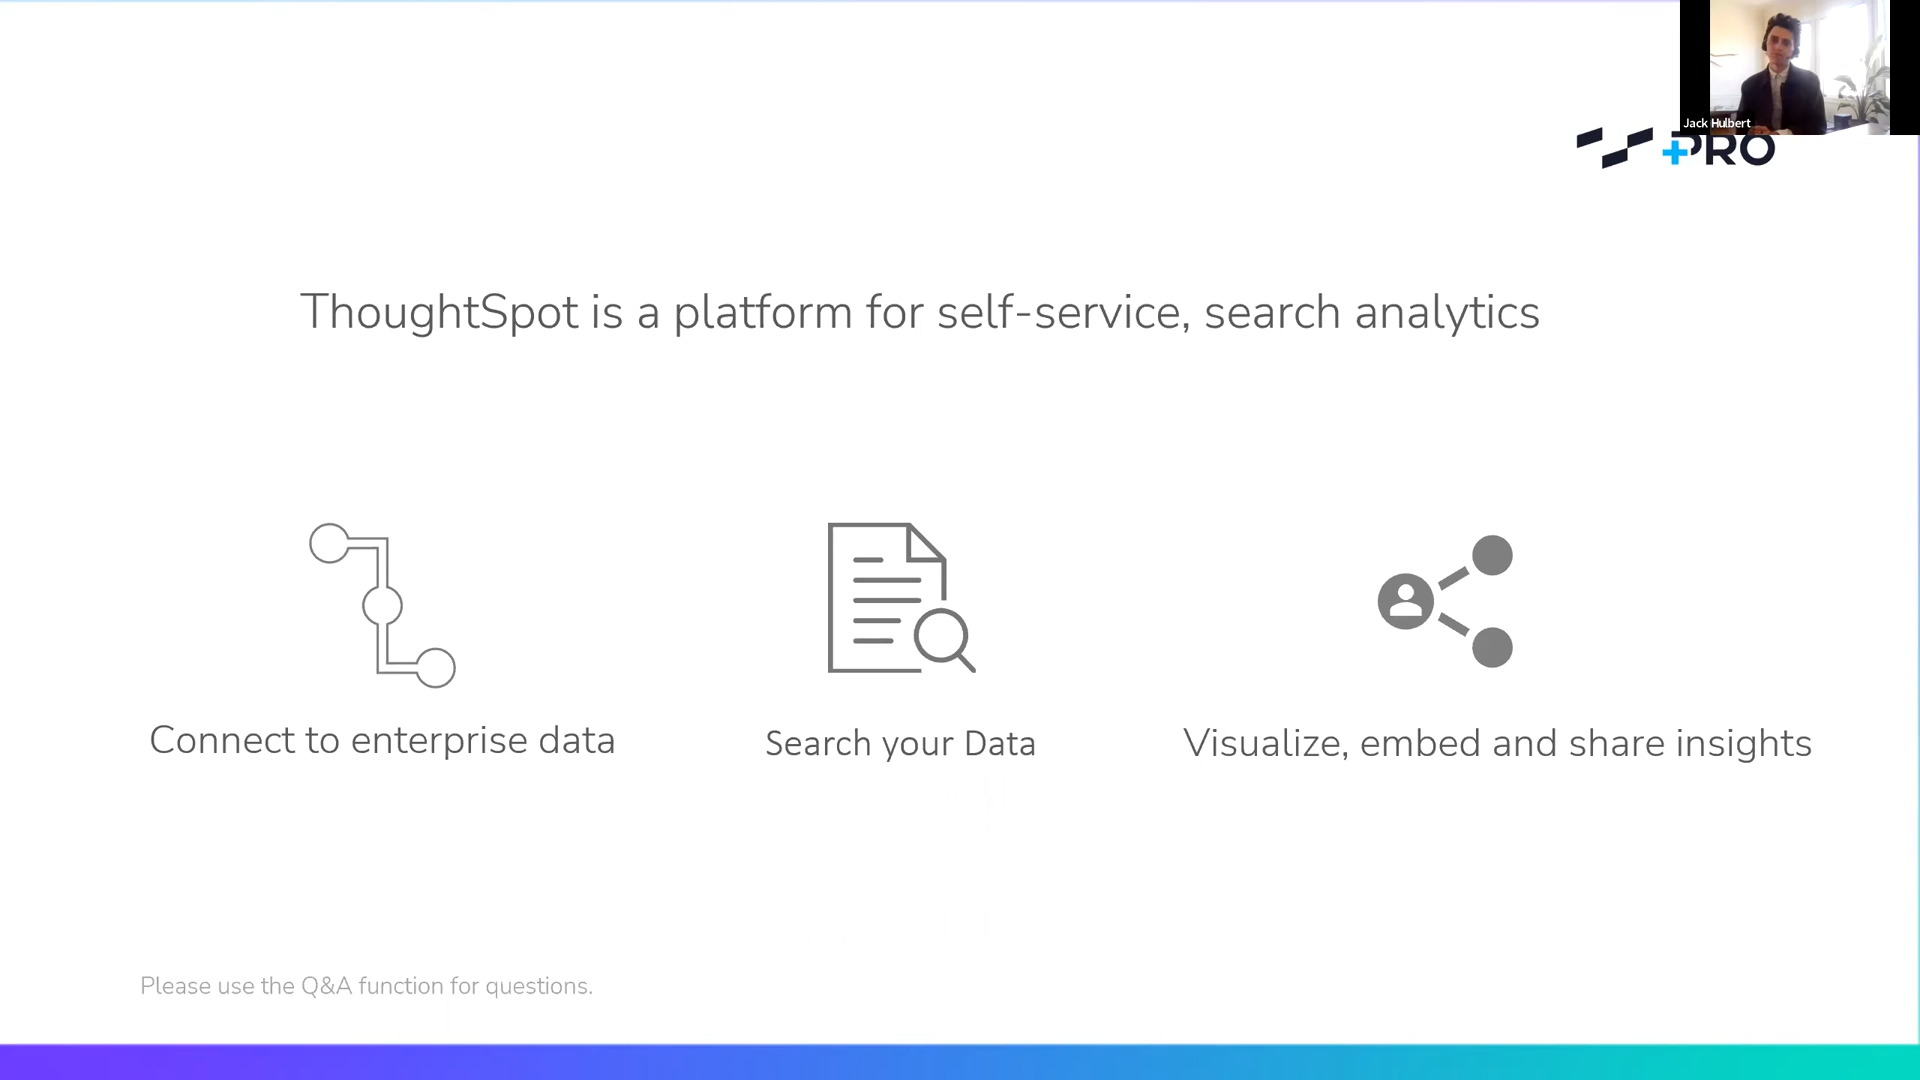 Jack Hulbert
+PRO
ThoughtSpot is a platform for self-service, search analytics
Connect to enterprise data
Search your Data
Visualize, embed and share insights
Please use the Q&A function for questions.